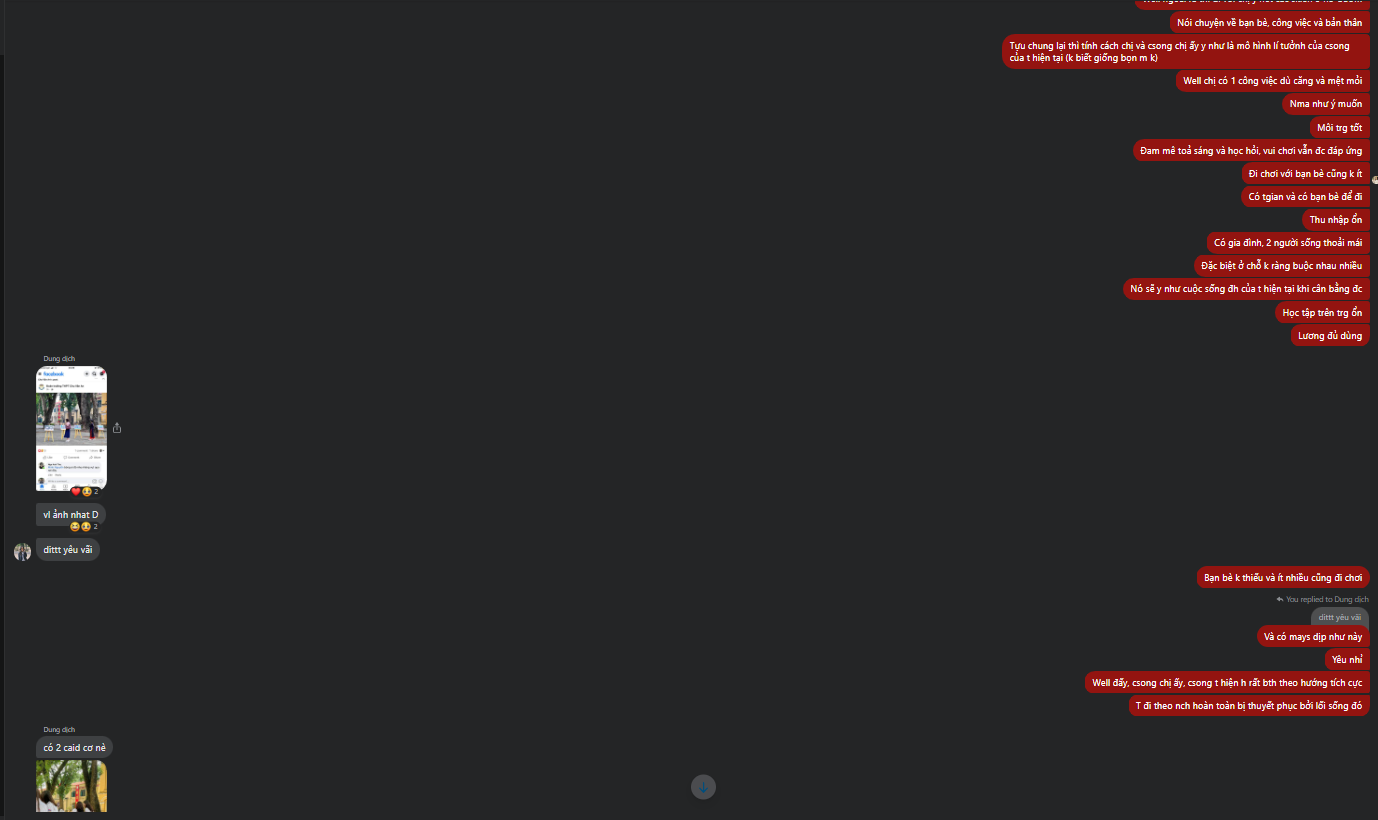 Nói chuyện về bạn bè, công việc và bản thân
Tựu chung lại thì tính cách chị và csong chị ấy y như là mô hình lí tưởnh của csong
của t hiện tại (k biết giống bọn m k)
Well chị có 1 công việc dù căng và mệt mỏi
Nma như ý muốn
Môi trg tốt
Đam mê toả sáng và học hỏi, vui chơi vẫn đc đáp ứng
Đi chơi với bạn bè cũng k ít
Có tgian và có bạn bè để đi
Thu nhập ổn
Có gia đình, 2 người sống thoải mái
Đặc biệt ở chỗ k ràng buộc nhau nhiều
Nó sẽ y như cuộc sống đh của t hiện tại khi cân bằng đc
Học tập trên trg ổn
Lương đủ dùng
Dung dịch
facebook
2
vl ảnh nhat D
2
dittt yêu vãi
Bạn bè k thiếu và ít nhiều cũng đi chơi
You replied to Dung dịch
dittt yêu vãi
Và có mays dịp như này
Yêu nhỉ
Well đấy, csong chị ấy, csong t hiện h rất bth theo hướng tích cực
T đi theo nch hoàn toàn bị thuyết phục bởi lối sống đó
Dung dịch
có 2 caid cơ nè